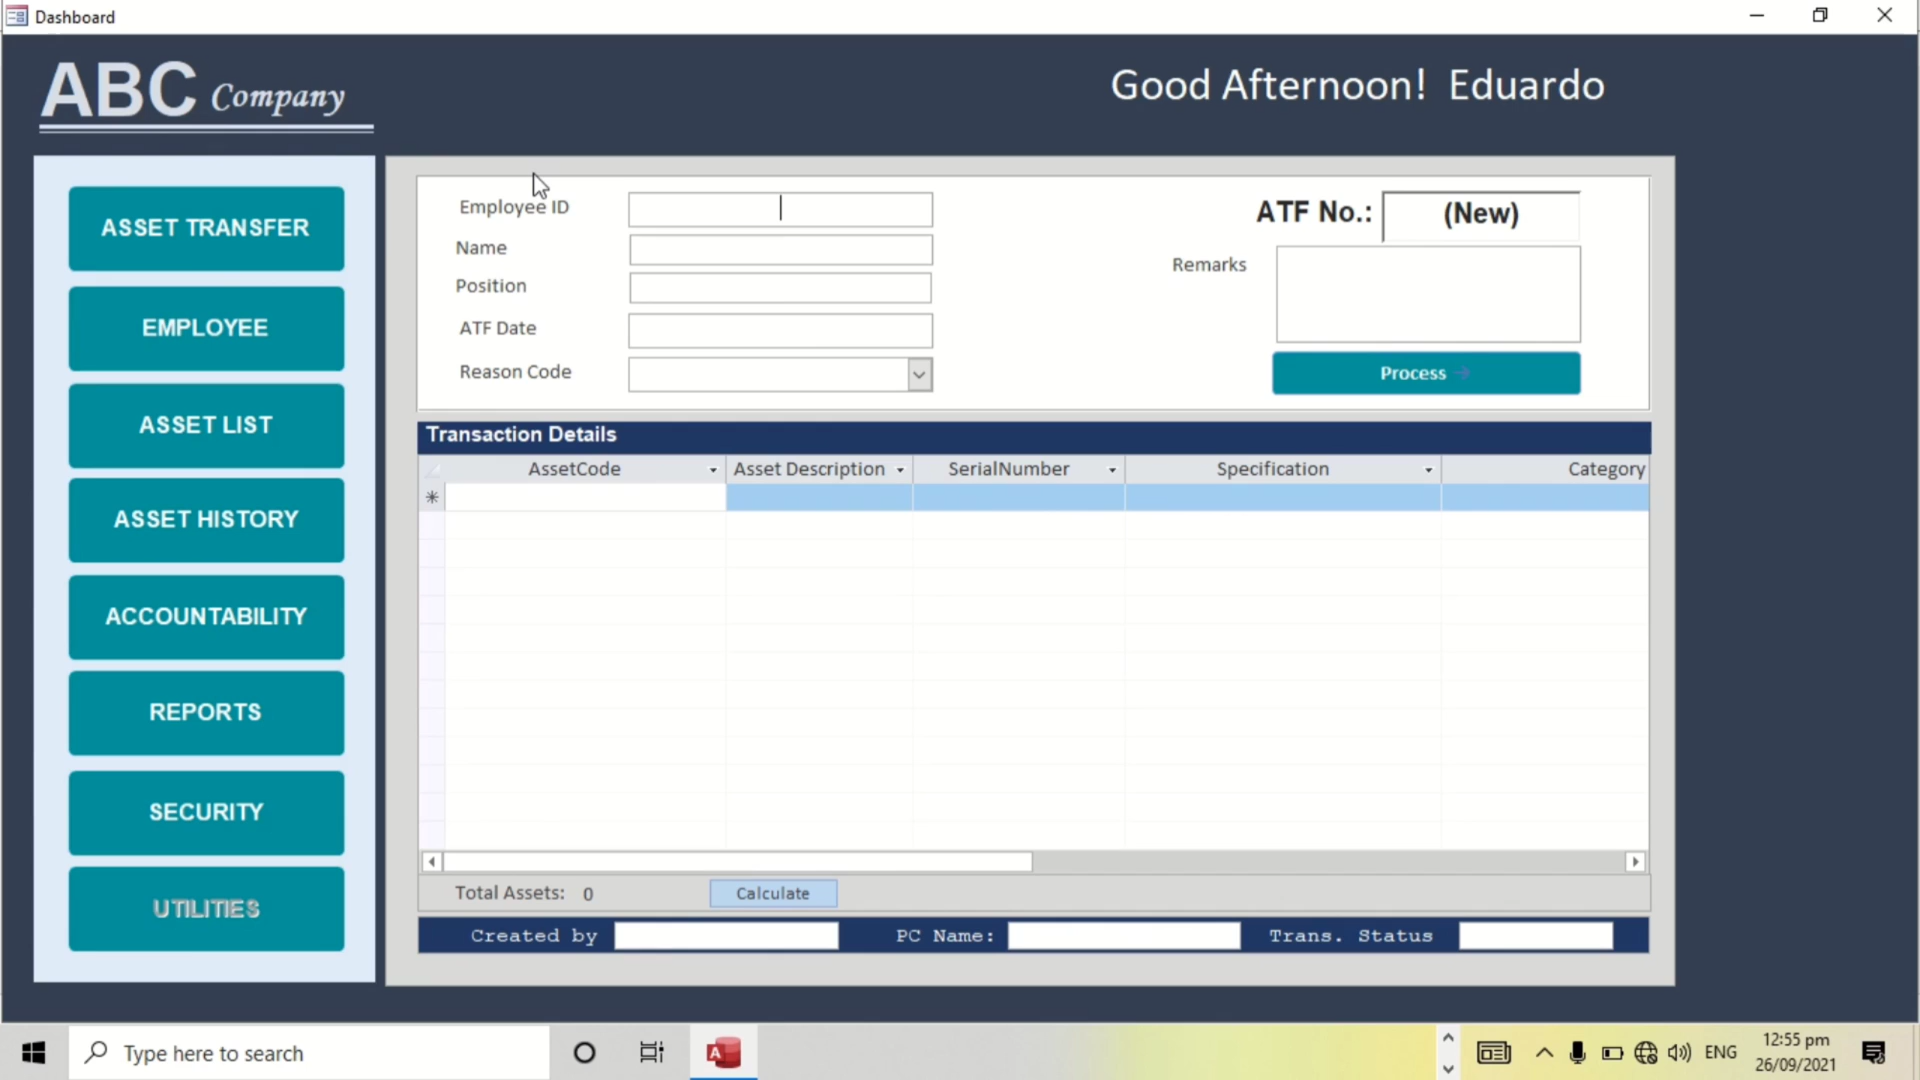 Dashboard
ABC Company
Good Afternoon! Eduardo
ASSET TRANSFER
EMPLOYEE
ASSET LIST
ASSET HISTORY
ACCOUNTABILITY
REPORTS
SECURITY
UTILITIES
Employee ID
Name
Position
ATF Date
Reason Code
ATF No.: (New)
Remarks
Process
Transaction Details
AssetCode Asset Description SerialNumber Specification Category
Total Assets: 0 Calculate
Created by PC Name: Trans. Status
Type here to search
ENG
12:55 pm
26/09/2021